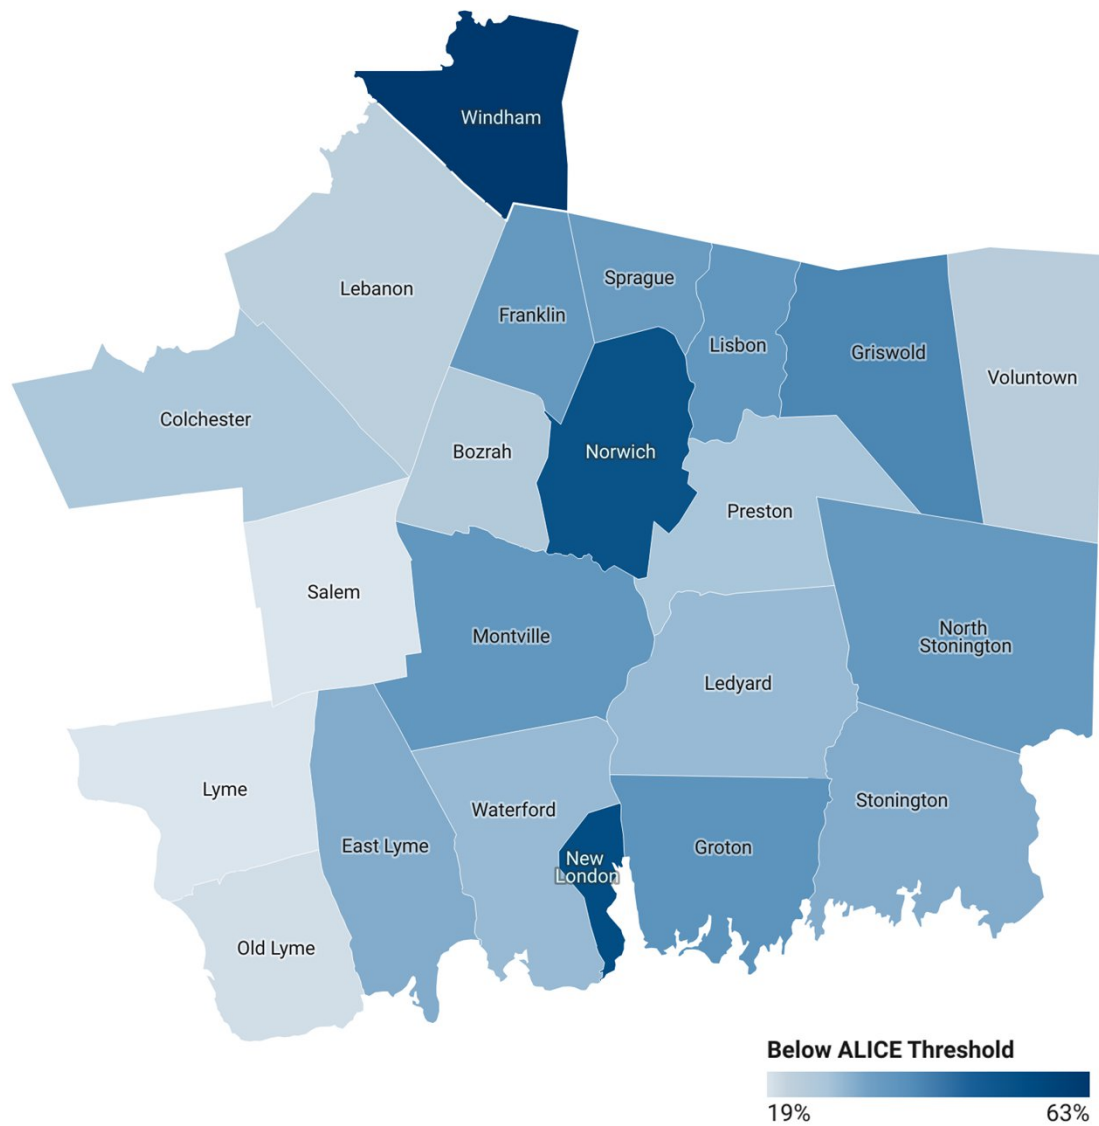 Windham
Lebanon
Franklin
Sprague
Lisbon
Griswold
Voluntown
Colchester
Bozrah
Norwich
Preston
Salem
Montville
North
Stonington
Ledyard
Lyme
East Lyme
Waterford
New
London
Groton
Stonington
Old Lyme
Below ALICE Threshold
19%
63%